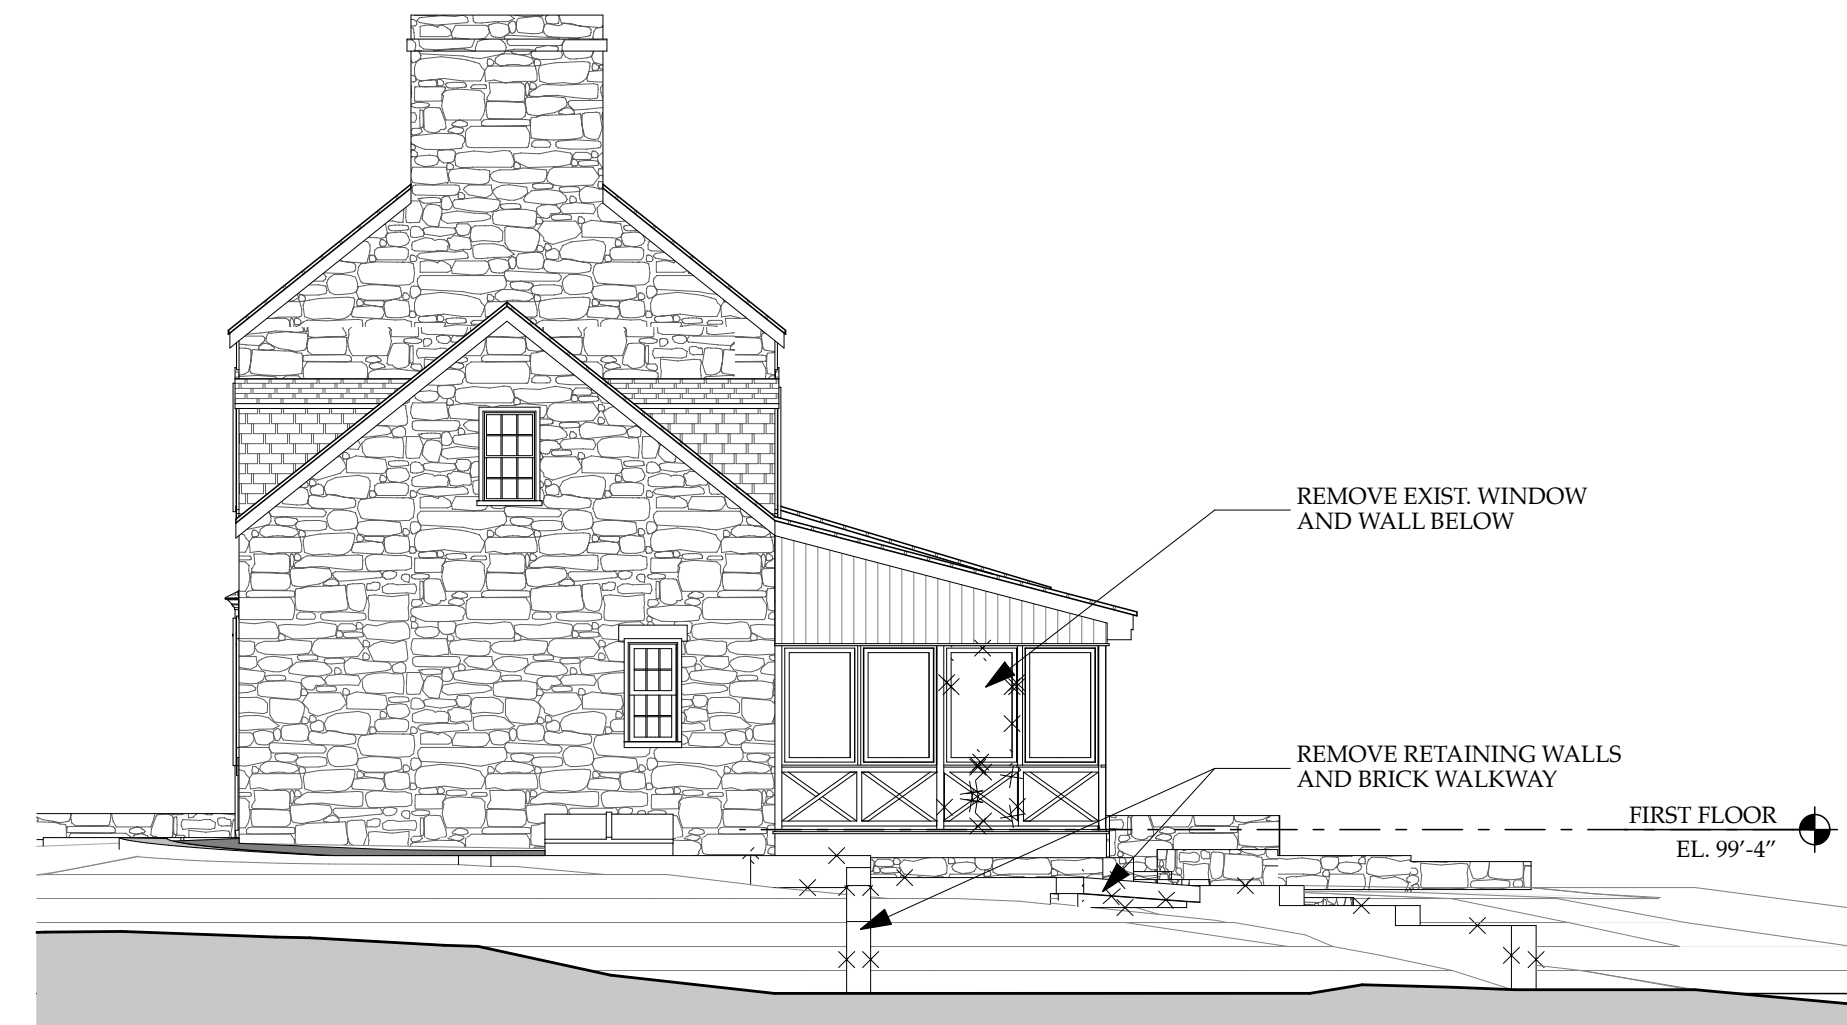 REMOVE EXIST. WINDOW
AND WALL BELOW
REMOVE RETAINING WALLS
AND BRICK WALKWAY
FIRST FLOOR
EL. 99'-4"